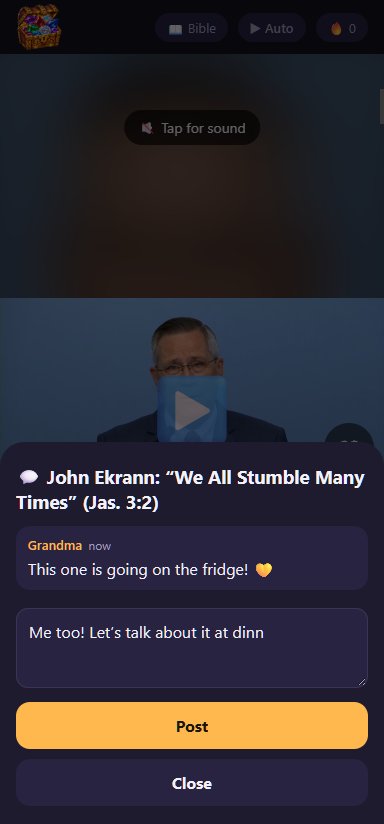 Bible
Auto
0
Tap for sound
John Ekrann: “We All Stumble Many
Times” (Jas. 3:2)
Grandma now
This one is going on the fridge!
Me too! Let’s talk about it at dinn
Post
Close